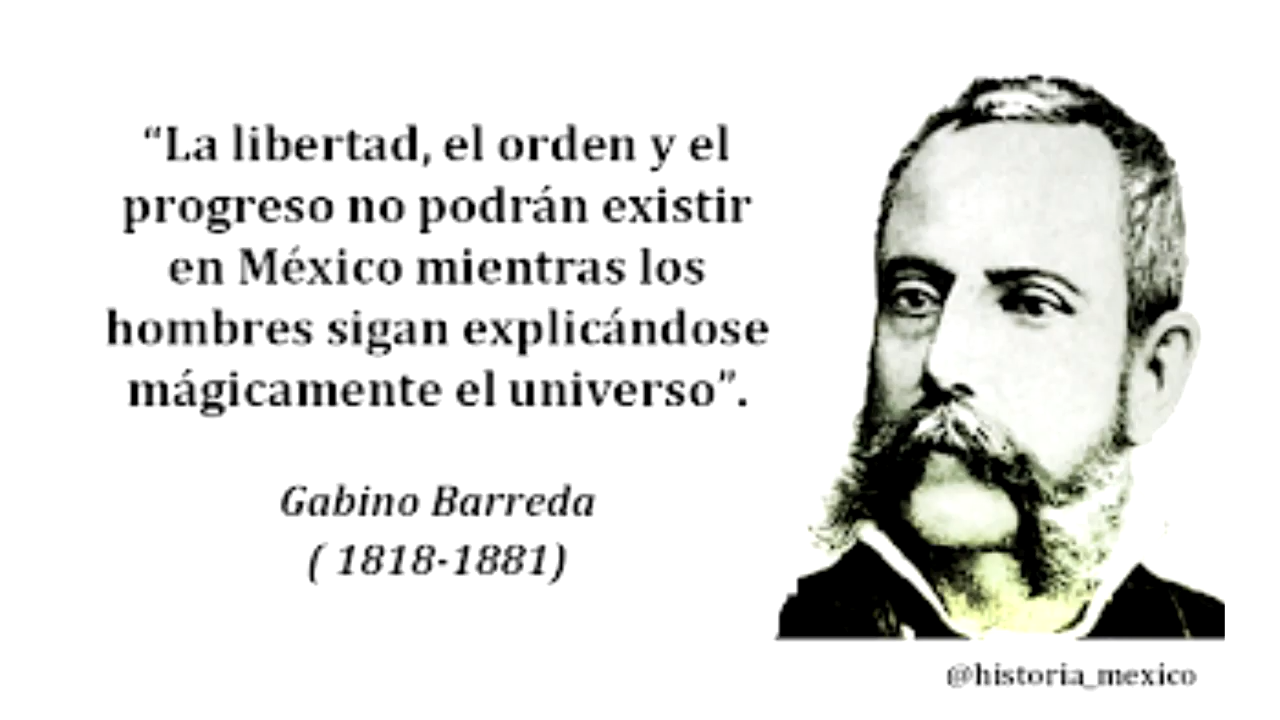 “La libertad, el orden y el
progreso no podrán existir
en México mientras los
hombres sigan explicándose
mágicamente el universo”.
Gabino Barreda
( 1818-1881)
@historia_mexico